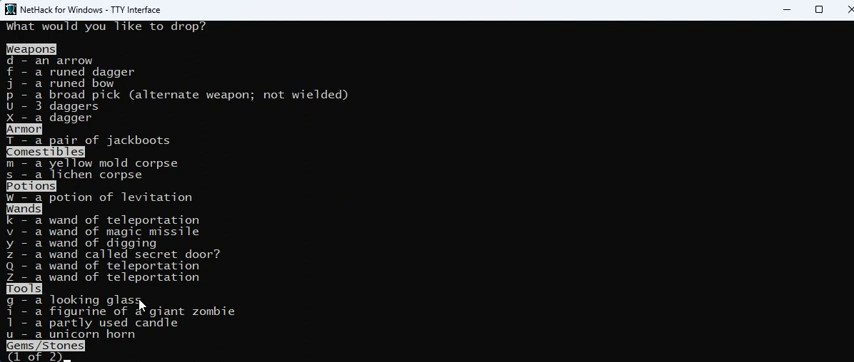 NetHack for Windows - TTY Interface
What would you like to drop?
Weapons
d - an arrow
f - a runed dagger
j - a runed bow
p - a broad pick (alternate weapon; not wielded)
U - 3 daggers
X - a dagger
Armor
T - a pair of jackboots
Comestibles
m - a yellow mold corpse
s - a lichen corpse
Potions
W - a potion of levitation
Wands
k - a wand of teleportation
v - a wand of magic missile
y - a wand of digging
z - a wand called secret door?
Q - a wand of teleportation
Z - a wand of teleportation
Tools
g - a looking glass
i - a figurine of a giant zombie
l - a partly used candle
u - a unicorn horn
Gems/Stones
(1 of 2)